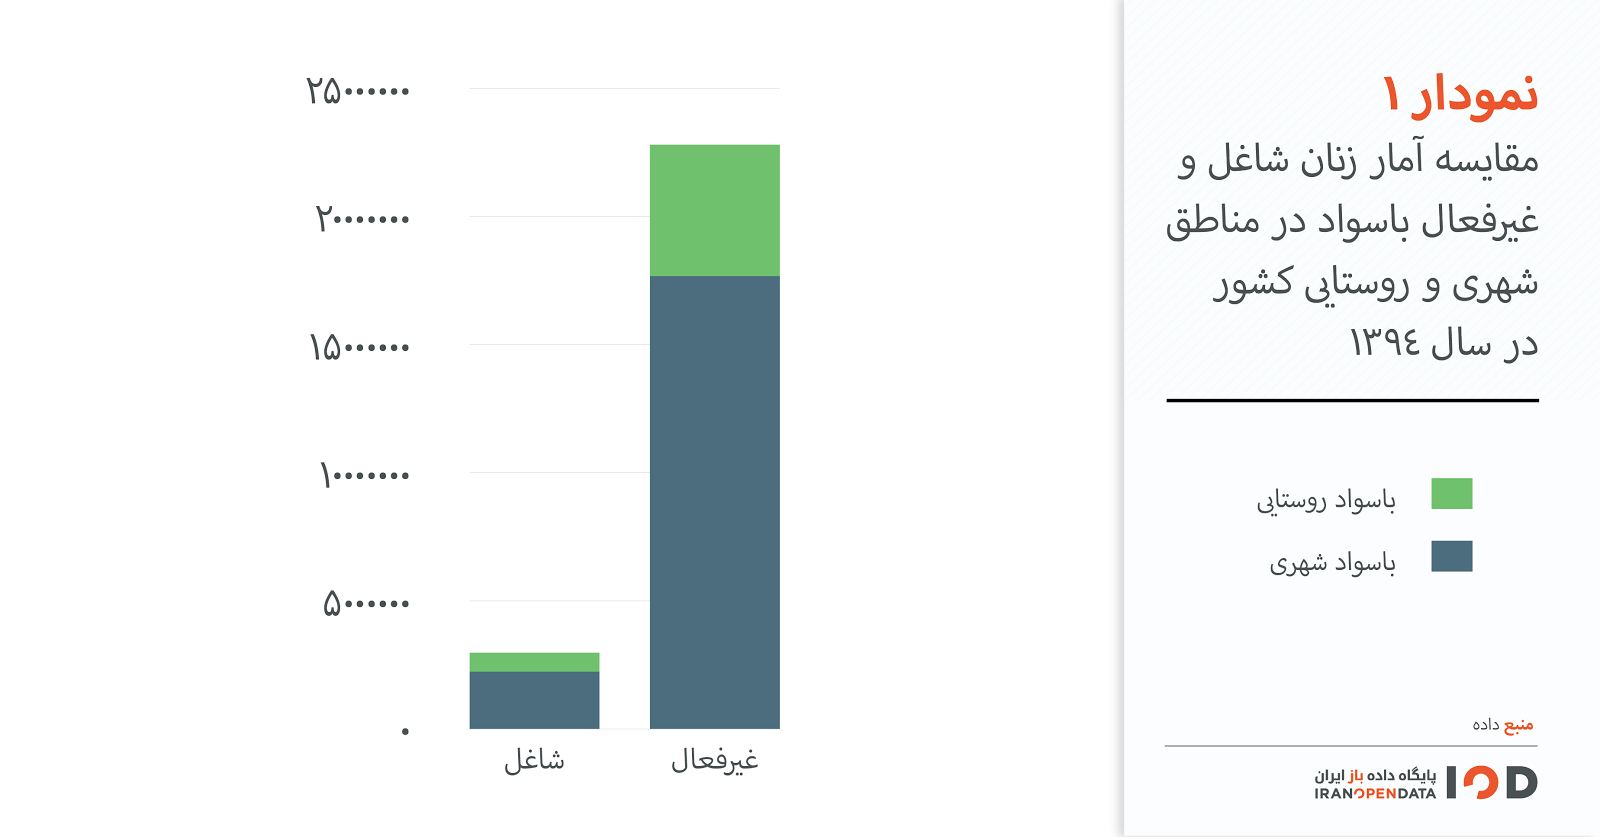 نمودار ۱
مقایسه آمار زنان شاغل و
غیرفعال باسواد در مناطق
شهری و روستایی کشور
در سال ۱۳۹٤
باسواد روستایی
باسواد شهری
۲۵۰۰۰۰۰۰
۲۰۰۰۰۰۰۰
۱۵۰۰۰۰۰۰
۱۰۰۰۰۰۰۰
۵۰۰۰۰۰۰
۰
غیرفعال
شاغل
منبع داده
پایگاه داده باز ایران
IRANOPENDATA
IOD